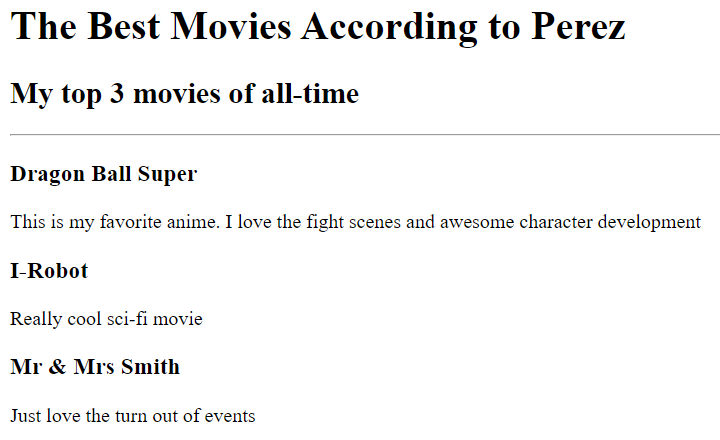 The Best Movies According to Perez
My top 3 movies of all-time
Dragon Ball Super
This is my favorite anime. I love the fight scenes and awesome character development
I-Robot
Really cool sci-fi movie
Mr & Mrs Smith
Just love the turn out of events